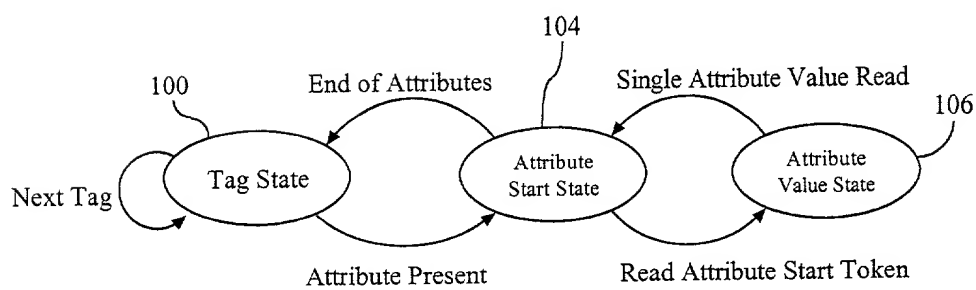 104
100
End of Attributes
Single Attribute Value Read
106
Next Tag
Tag State
Attribute
Start State
Attribute
Value State
Attribute Present
Read Attribute Start Token